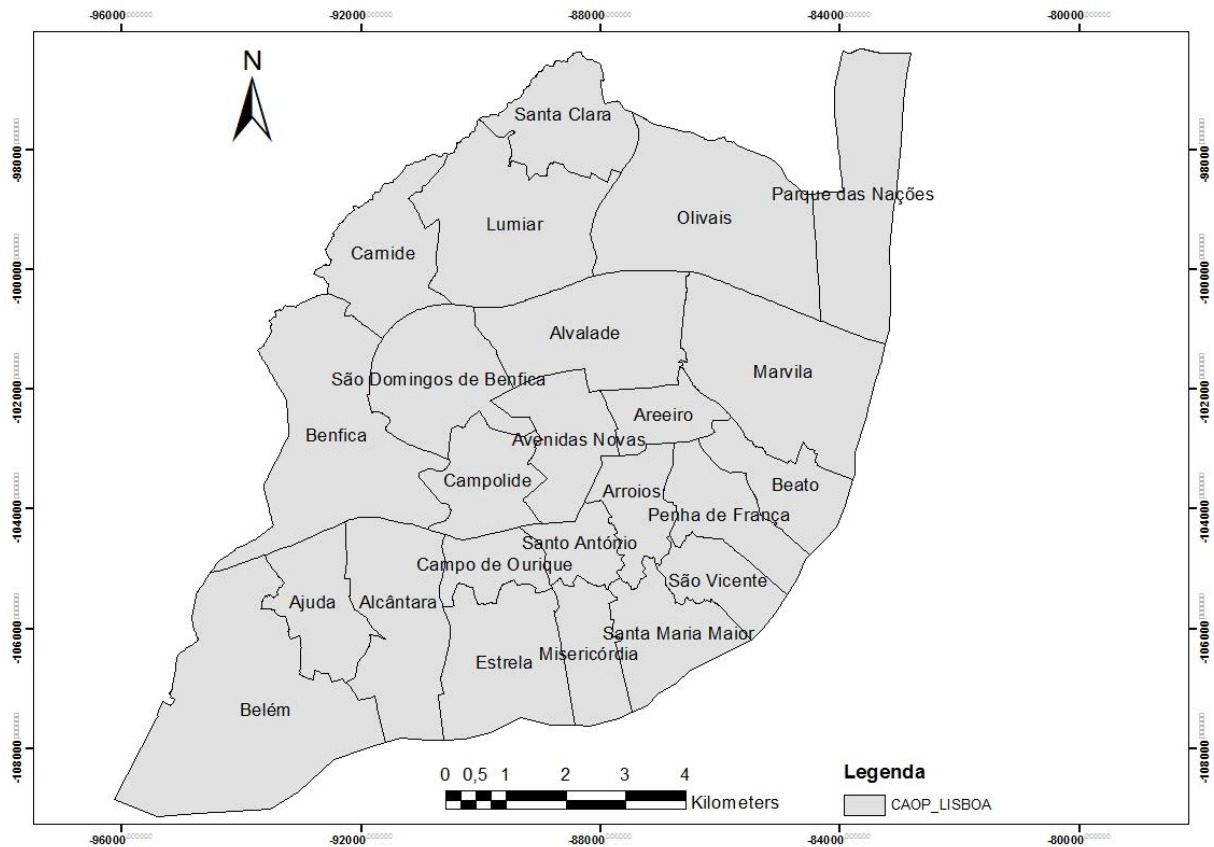 -96000 -92000 -88000 -84000 -80000
N
Santa Clara
-98000 -98000
Parque das Nações
Olivais
Lumiar
Carnide
-100000 -100000
Alvalade
Marvila
São Domingos de Benfica
-102000 -102000
Areeiro
Benfica
Avenidas Novas
Campolide
Beato
Arroios
-104000 -104000
Penha de França
Santo António
Campo de Ourique
São Vicente
Ajuda
Alcântara
-106000 -106000
Santa Maria Maior
Misericórdia
Estrela
Belém
-108000 -108000
0 0,5 1 2 3 4
Kilometers
Legenda
CAOP_LISBOA
-96000 -92000 -88000 -84000 -80000